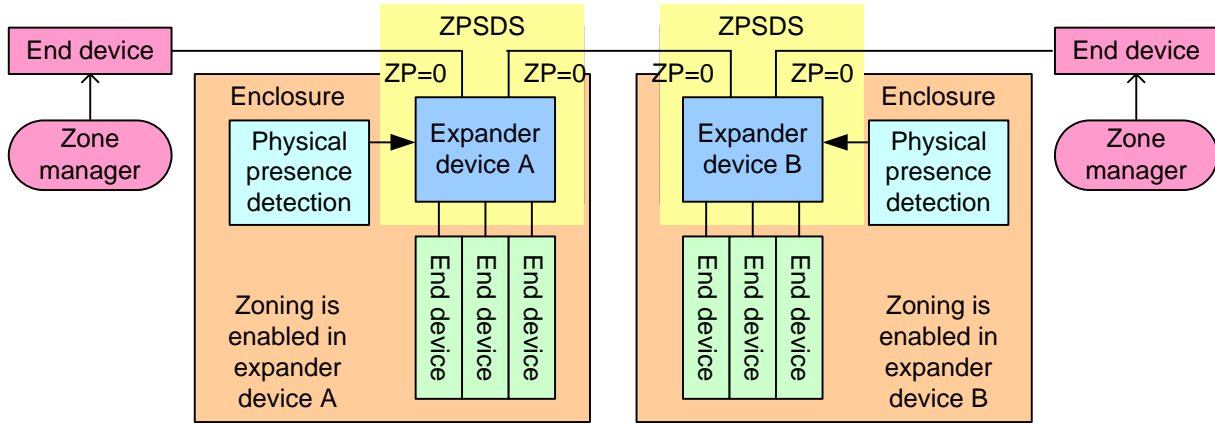 ZPSDS
ZPSDS
End device
End device
ZP=0
ZP=0
ZP=0
ZP=0
Enclosure
Enclosure
Zone
manager
Physical
presence
detection
Expander
device A
Expander
device B
Physical
presence
detection
Zone
manager
End device
End device
End device
End device
End device
End device
Zoning is
enabled in
expander
device A
Zoning is
enabled in
expander
device B